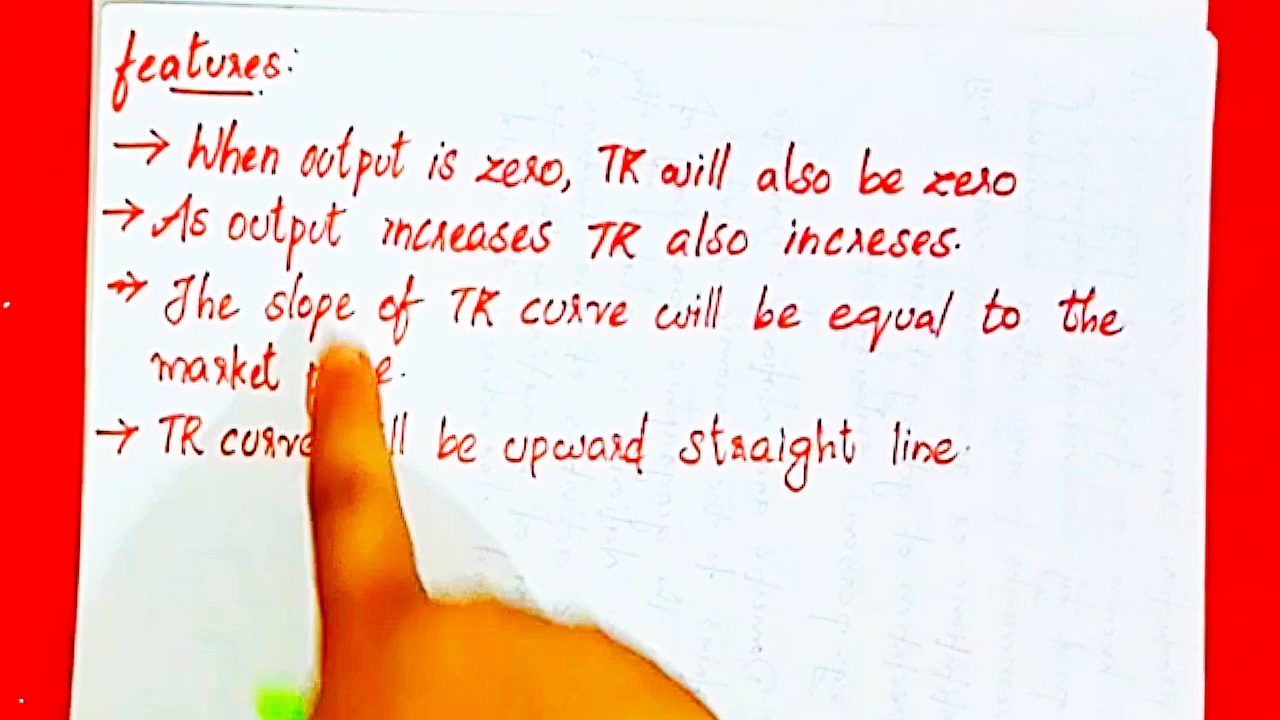 features:
→ When output is zero, TR will also be zero
→ As output increases TR also increses.
→ The slope of TR curve will be equal to the
market
→ TR curve be upward straight line.